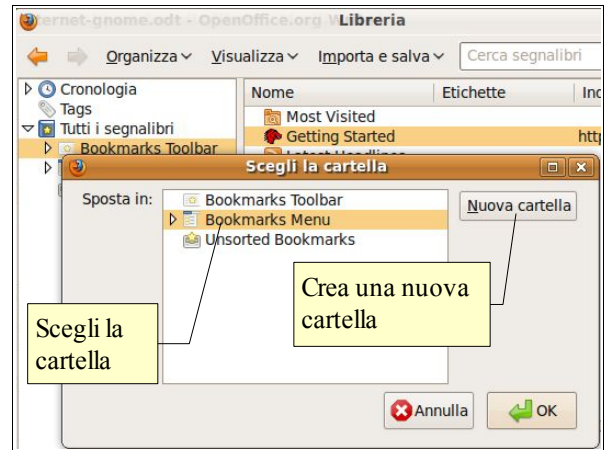 ernet-gnome.odt - OpenOffice.org W
Libreria
Organizza Visualizza Importa e salva Cerca segnalibri
Cronologia
Tags
Tutti i segnalibri
Bookmarks Toolbar
Nome Etichette
Most Visited
Getting Started http
Latest Headlines
Scegli la cartella
Sposta in:
Bookmarks Toolbar
Bookmarks Menu
Unsorted Bookmarks
Nuova cartella
Crea una nuova
cartella
Scegli la
cartella
Annulla OK